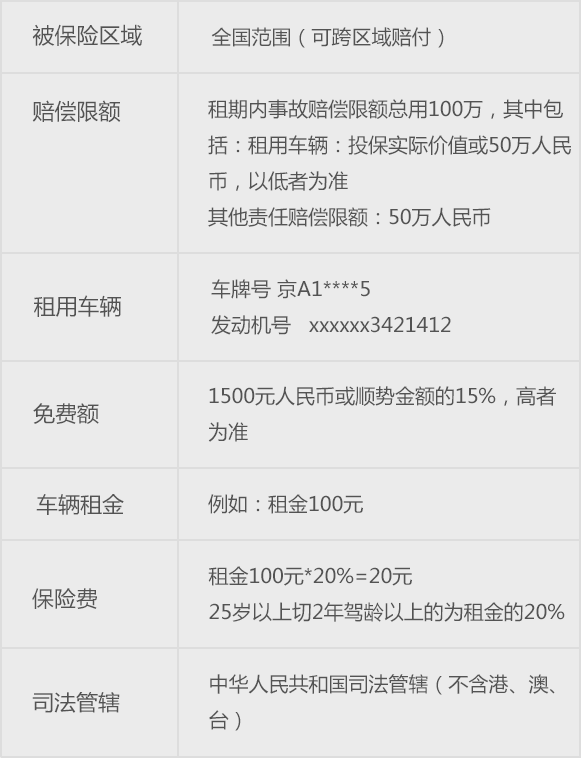 被保险区域
全国范围（可跨区域赔付）
赔偿限额
租期内事故赔偿限额总用100万，其中包
括：租用车辆：投保实际价值或50万人民
币，以低者为准
其他责任赔偿限额：50万人民币
租用车辆
车牌号 京A1****5
发动机号 xxxxxx3421412
免费额
1500元人民币或顺势金额的15%，高者
为准
车辆租金
例如：租金100元
保险费
租金100元*20%=20元
25岁以上切2年驾龄以上的为租金的20%
司法管辖
中华人民共和国司法管辖（不含港、澳、
台）